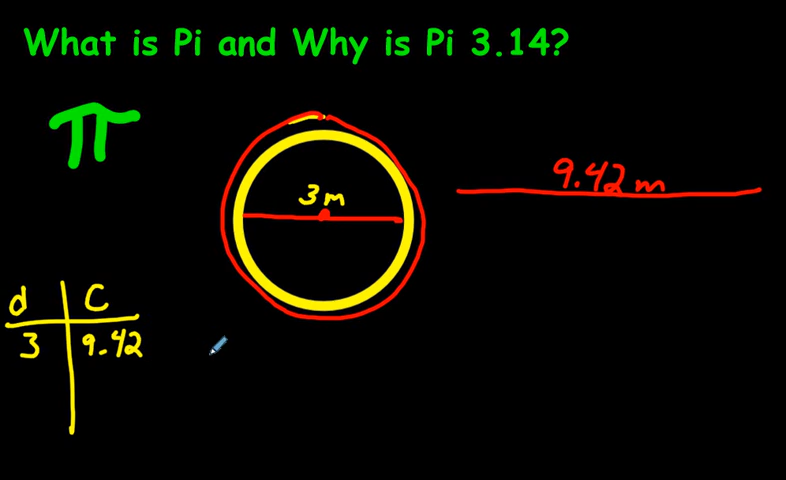 What is Pi and Why is Pi 3.14?
π
3m
9.42 m
d C
3 9.42